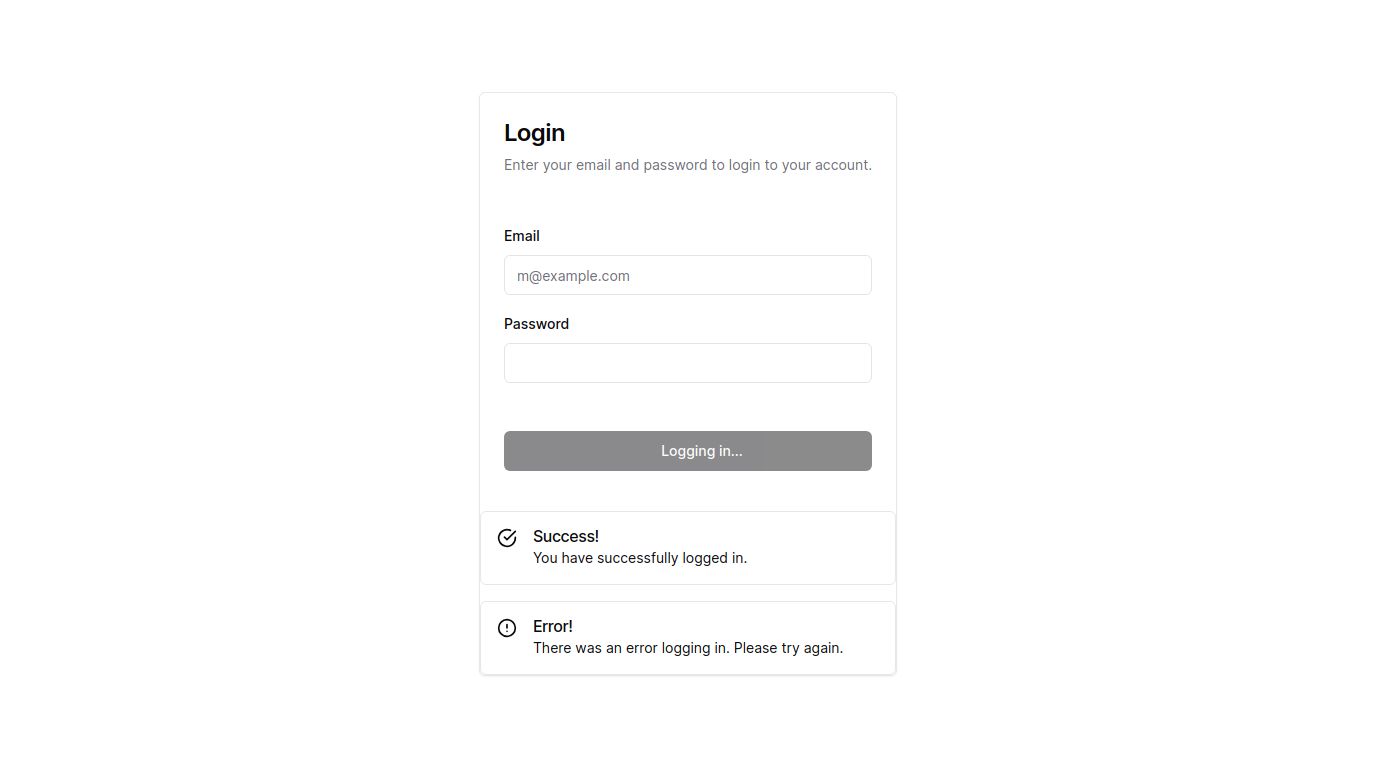 Login
Enter your email and password to login to your account.
Email
m@example.com
Password
Logging in...
Success!
You have successfully logged in.
Error!
There was an error logging in. Please try again.